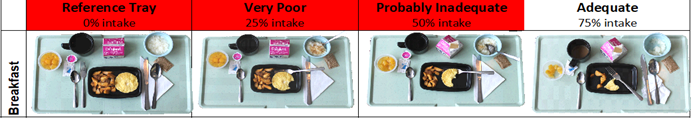 Reference Tray
0% intake
Very Poor
25% intake
Probably Inadequate
50% intake
Adequate
75% intake
Breakfast